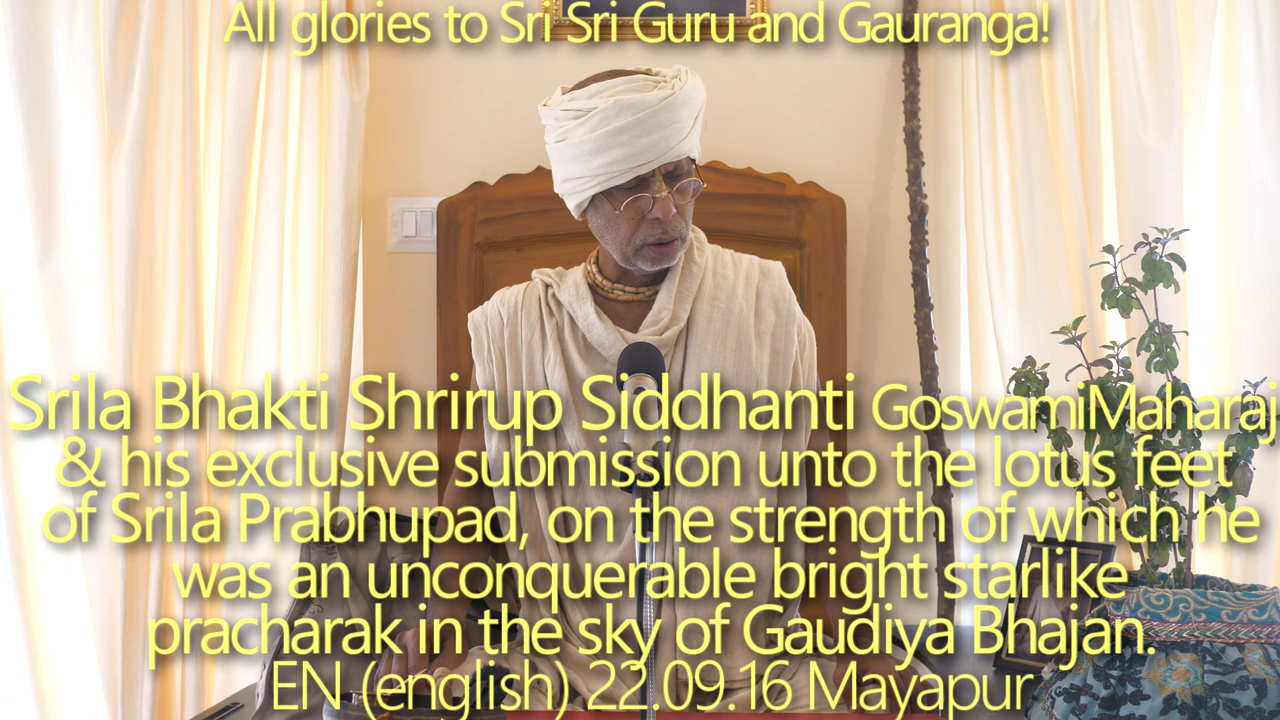 All glories to Sri Sri Guru and Gauranga!
Srila Bhakti Shrirup Siddhanti GoswamiMaharaj
& his exclusive submission unto the lotus feet
of Srila Prabhupad, on the strength of which he
was an unconquerable bright starlike
pracharak in the sky of Gaudiya Bhajan.
EN (english) 22.09.16 Mayapur